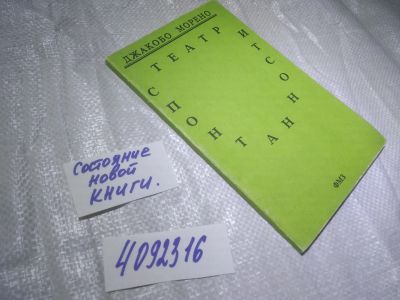 ДЖАКОБО МОРЕНО
ТЕАТР
СПОНТАННОСТИ
ФМЗ
Состояние
новой
книги.
4092316